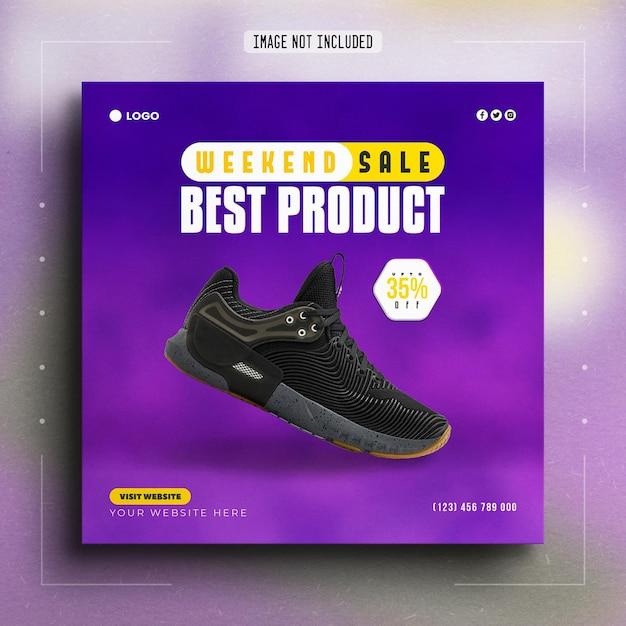 IMAGE NOT INCLUDED
LOGO
WEEKEND SALE
BEST PRODUCT
UPTO
35%
OFF
VISIT WEBSITE
YOUR WEBSITE HERE
(123) 456 789 000